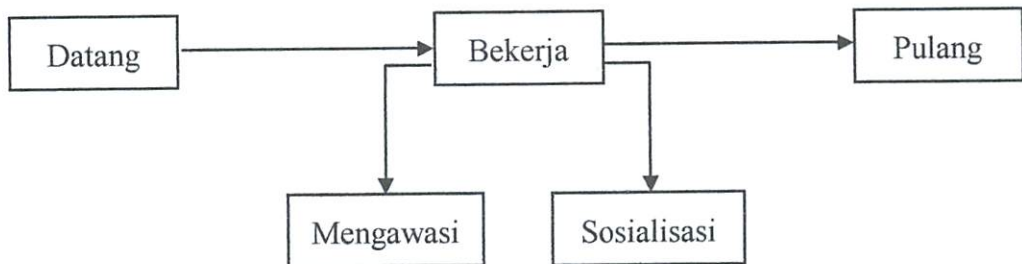 Datang
Bekerja
Pulang
Mengawasi
Sosialisasi